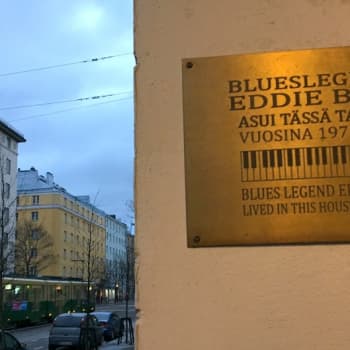 BLUESLEG
EDDIE B
ASUI TÄSSÄ TA
VUOSINA 197
BLUES LEGEND E
LIVED IN THIS HOUS